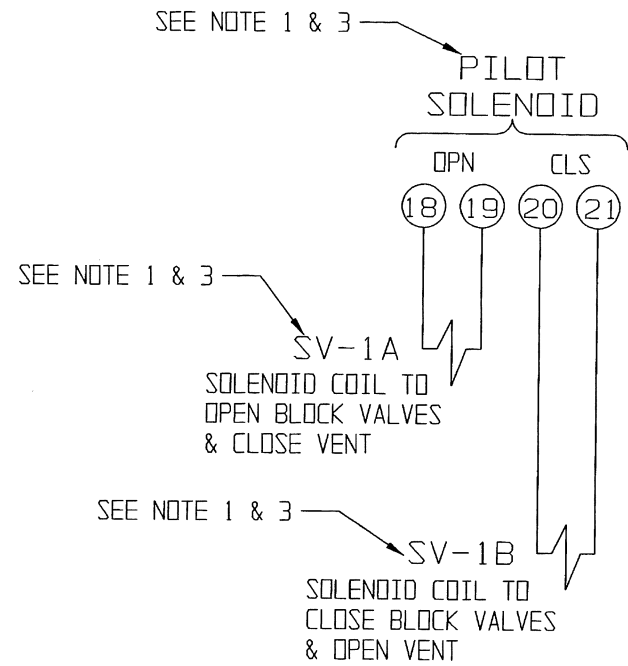 SEE NOTE 1 & 3
PILOT
SOLENOID
OPN CLS
18 19 20 21
SEE NOTE 1 & 3
SV-1A
SOLENOID COIL TO
OPEN BLOCK VALVES
& CLOSE VENT
SEE NOTE 1 & 3
SV-1B
SOLENOID COIL TO
CLOSE BLOCK VALVES
& OPEN VENT